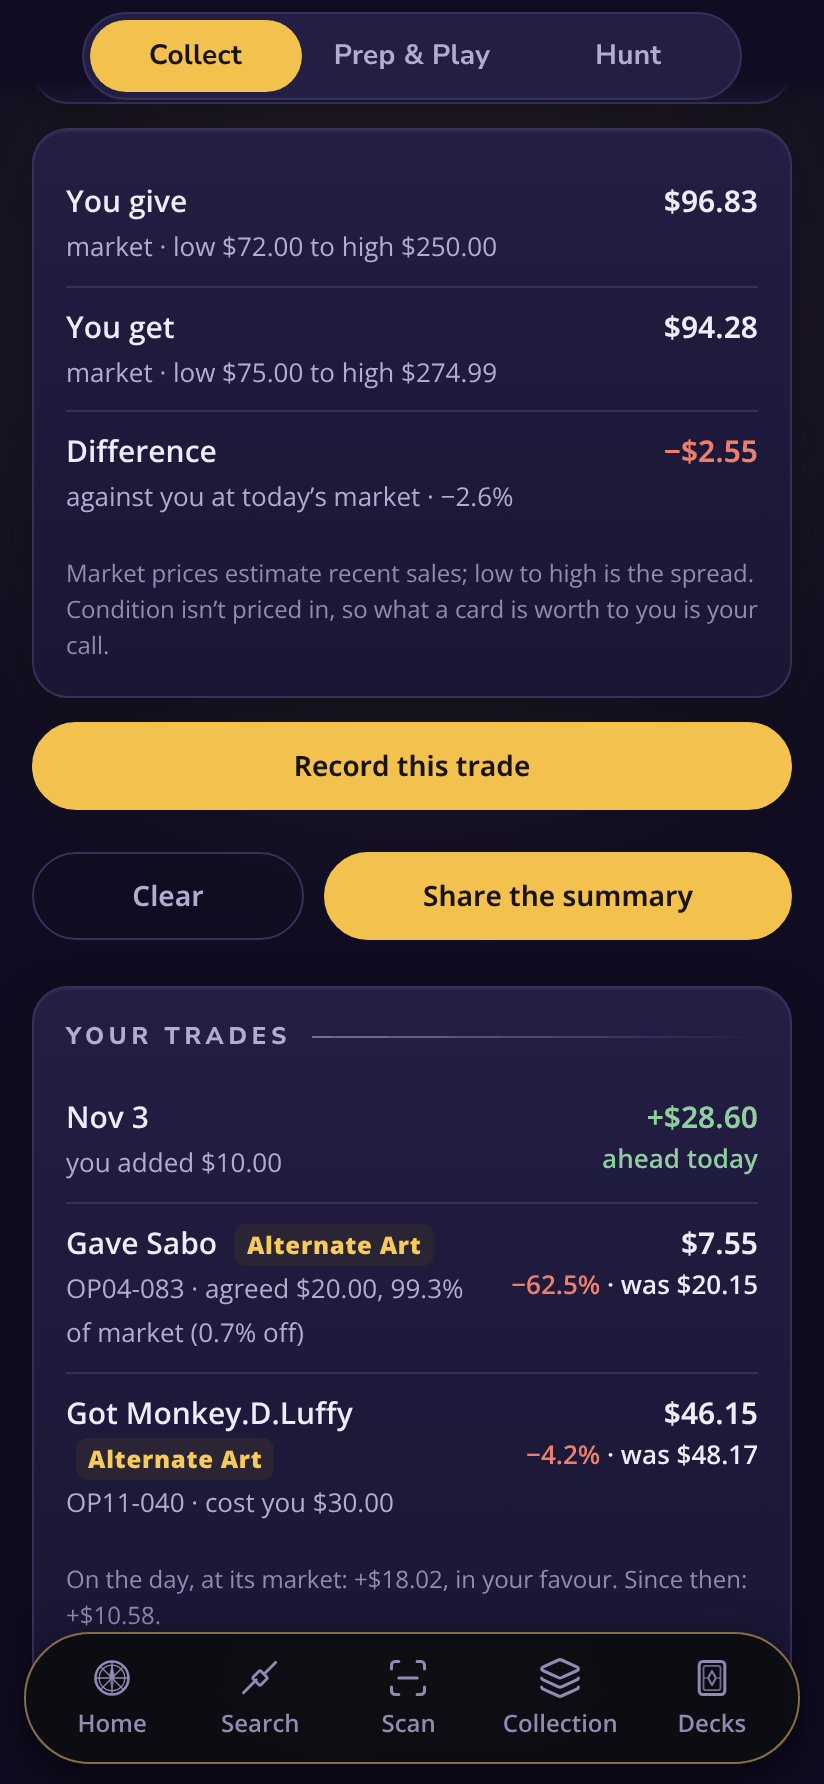 Collect Prep & Play Hunt
You give $96.83
market · low $72.00 to high $250.00
You get $94.28
market · low $75.00 to high $274.99
Difference −$2.55
against you at today’s market · −2.6%
Market prices estimate recent sales; low to high is the spread.
Condition isn’t priced in, so what a card is worth to you is your
call.
Record this trade
Clear Share the summary
YOUR TRADES
Nov 3 +$28.60
you added $10.00 ahead today
Gave Sabo Alternate Art $7.55
OP04-083 · agreed $20.00, 99.3% −62.5% · was $20.15
of market (0.7% off)
Got Monkey.D.Luffy $46.15
Alternate Art −4.2% · was $48.17
OP11-040 · cost you $30.00
On the day, at its market: +$18.02, in your favour. Since then:
+$10.58.
Home Search Scan Collection Decks